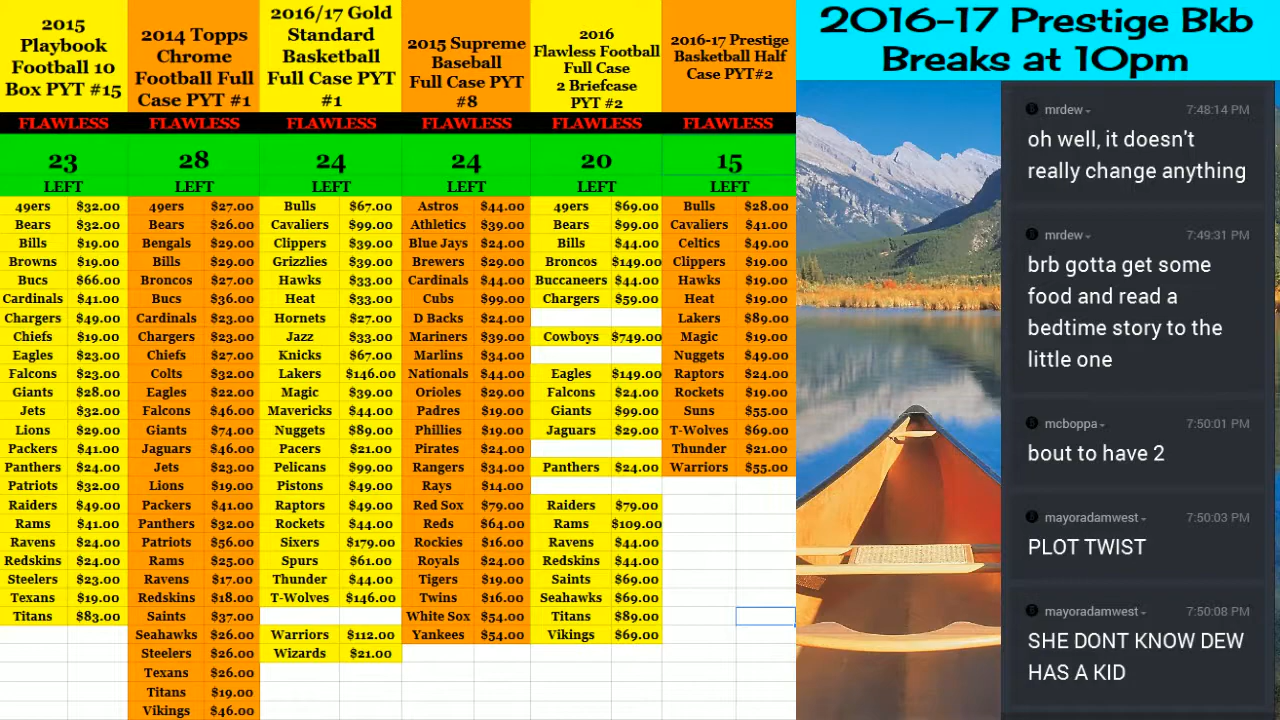 2015
Playbook
Football 10
Box PYT #15
FLAWLESS
23
LEFT
49ers $32.00
Bears $32.00
Bills $19.00
Browns $19.00
Bucs $66.00
Cardinals $41.00
Chargers $49.00
Chiefs $19.00
Eagles $23.00
Falcons $23.00
Giants $28.00
Jets $32.00
Lions $29.00
Packers $41.00
Panthers $24.00
Patriots $32.00
Raiders $49.00
Rams $41.00
Ravens $24.00
Redskins $24.00
Steelers $23.00
Texans $19.00
Titans $83.00
2014 Topps
Chrome
Football Full
Case PYT #1
FLAWLESS
28
LEFT
49ers $27.00
Bears $26.00
Bengals $29.00
Bills $29.00
Broncos $27.00
Bucs $36.00
Cardinals $23.00
Chargers $23.00
Chiefs $27.00
Colts $32.00
Eagles $22.00
Falcons $46.00
Giants $74.00
Jaguars $46.00
Jets $23.00
Lions $19.00
Packers $41.00
Panthers $32.00
Patriots $56.00
Rams $25.00
Ravens $17.00
Redskins $18.00
Saints $37.00
Seahawks $26.00
Steelers $26.00
Texans $26.00
Titans $19.00
Vikings $46.00
2016/17 Gold
Standard
Basketball
Full Case PYT
#1
FLAWLESS
24
LEFT
Bulls $67.00
Cavaliers $99.00
Clippers $39.00
Grizzlies $39.00
Hawks $33.00
Heat $33.00
Hornets $27.00
Jazz $33.00
Knicks $67.00
Lakers $146.00
Magic $39.00
Mavericks $44.00
Nuggets $89.00
Pacers $21.00
Pelicans $99.00
Pistons $49.00
Raptors $49.00
Rockets $44.00
Sixers $179.00
Spurs $61.00
Thunder $44.00
T-Wolves $146.00
Warriors $112.00
Wizards $21.00
2015 Supreme
Baseball
Full Case PYT
#8
FLAWLESS
24
LEFT
Astros $44.00
Athletics $39.00
Blue Jays $24.00
Brewers $29.00
Cardinals $44.00
Cubs $99.00
D Backs $24.00
Mariners $39.00
Marlins $34.00
Nationals $44.00
Orioles $29.00
Padres $19.00
Phillies $19.00
Pirates $24.00
Rangers $34.00
Rays $14.00
Red Sox $79.00
Reds $64.00
Rockies $16.00
Royals $24.00
Tigers $19.00
Twins $16.00
White Sox $54.00
Yankees $54.00
2016
Flawless Football
Full Case
2 Briefcase
PYT #2
FLAWLESS
20
LEFT
49ers $69.00
Bears $99.00
Bills $44.00
Broncos $149.00
Buccaneers $44.00
Chargers $59.00
Cowboys $749.00
Eagles $149.00
Falcons $24.00
Giants $99.00
Jaguars $29.00
Panthers $24.00
Raiders $79.00
Rams $109.00
Ravens $44.00
Redskins $44.00
Saints $69.00
Seahawks $69.00
Titans $89.00
Vikings $69.00
2016-17 Prestige
Basketball Half
Case PYT#2
FLAWLESS
15
LEFT
Bulls $28.00
Cavaliers $41.00
Celtics $49.00
Clippers $19.00
Hawks $19.00
Heat $19.00
Lakers $89.00
Magic $19.00
Nuggets $49.00
Raptors $24.00
Rockets $19.00
Suns $55.00
T-Wolves $69.00
Thunder $21.00
Warriors $55.00
2016-17 Prestige Bkb
Breaks at 10pm
mrdew 7:48:14 PM
oh well, it doesn't
really change anything
mrdew 7:49:31 PM
brb gotta get some
food and read a
bedtime story to the
little one
mcboppa 7:50:01 PM
bout to have 2
mayoradamwest 7:50:03 PM
PLOT TWIST
mayoradamwest 7:50:08 PM
SHE DONT KNOW DEW
HAS A KID